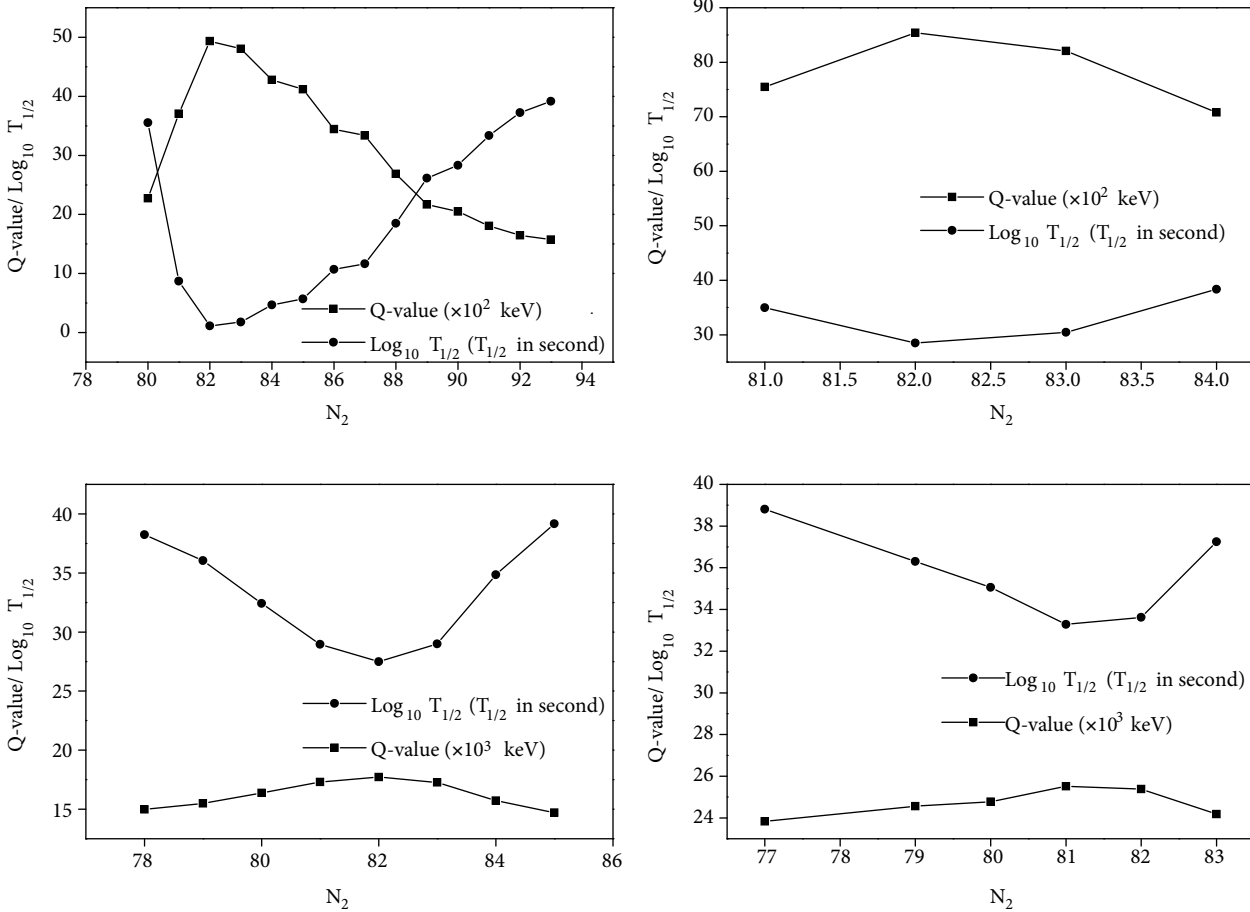 50
40
30
20
10
0
Q-value/ Log₁₀ T₁/₂
Q-value (×10² keV)
Log₁₀ T₁/₂ (T₁/₂ in second)
78 80 82 84 86 88 90 92 94
N₂
90
80
70
60
50
40
30
Q-value/ Log₁₀ T₁/₂
Q-value (×10² keV)
Log₁₀ T₁/₂ (T₁/₂ in second)
81.0 81.5 82.0 82.5 83.0 83.5 84.0
N₂
40
35
30
25
20
15
Q-value/ Log₁₀ T₁/₂
Log₁₀ T₁/₂ (T₁/₂ in second)
Q-value (×10³ keV)
78 80 82 84 86
N₂
40
38
36
34
32
30
28
26
24
Q-value/ Log₁₀ T₁/₂
Log₁₀ T₁/₂ (T₁/₂ in second)
Q-value (×10³ keV)
77 78 79 80 81 82 83
N₂